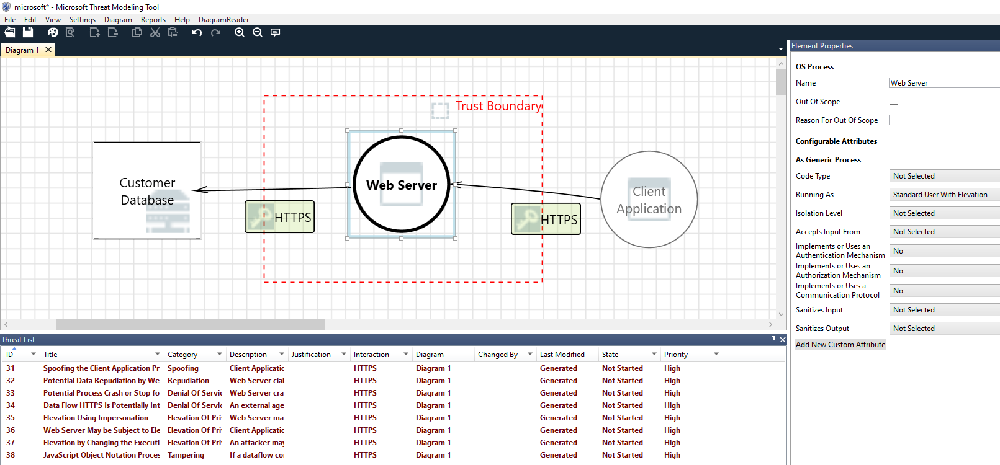 microsoft* - Microsoft Threat Modeling Tool
File Edit View Settings Diagram Reports Help DiagramReader
Diagram 1
Trust Boundary
Customer
Database
Web Server
Client
Application
HTTPS
HTTPS
Element Properties
OS Process
Name Web Server
Out Of Scope
Reason For Out Of Scope
Configurable Attributes
As Generic Process
Code Type Not Selected
Running As Standard User With Elevation
Isolation Level Not Selected
Accepts Input From Not Selected
Implements or Uses an
Authentication Mechanism No
Implements or Uses an
Authorization Mechanism No
Implements or Uses a
Communication Protocol No
Sanitizes Input Not Selected
Sanitizes Output Not Selected
Add New Custom Attribute
Threat List
ID Title Category Description Justification Interaction Diagram Changed By Last Modified State Priority
31 Spoofing the Client Application Pr Spoofing Client Applicatio HTTPS Diagram 1 Generated Not Started High
32 Potential Data Repudiation by We Repudiation Web Server clai HTTPS Diagram 1 Generated Not Started High
33 Potential Process Crash or Stop fo Denial Of Servic Web Server cra HTTPS Diagram 1 Generated Not Started High
34 Data Flow HTTPS Is Potentially Int Denial Of Servic An external age HTTPS Diagram 1 Generated Not Started High
35 Elevation Using Impersonation Elevation Of Pri Web Server may HTTPS Diagram 1 Generated Not Started High
36 Web Server May be Subject to Ele Elevation Of Pri Client Applicatio HTTPS Diagram 1 Generated Not Started High
37 Elevation by Changing the Executi Elevation Of Pri An attacker may HTTPS Diagram 1 Generated Not Started High
38 JavaScript Object Notation Proces Tampering If a dataflow co HTTPS Diagram 1 Generated Not Started High